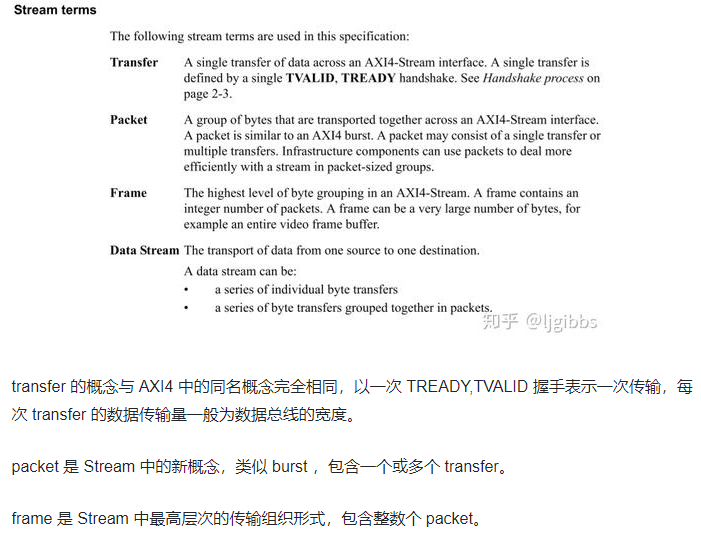 Stream terms
The following stream terms are used in this specification:
Transfer A single transfer of data across an AXI4-Stream interface. A single transfer is
defined by a single TVALID, TREADY handshake. See Handshake process on
page 2-3.
Packet A group of bytes that are transported together across an AXI4-Stream interface.
A packet is similar to an AXI4 burst. A packet may consist of a single transfer or
multiple transfers. Infrastructure components can use packets to deal more
efficiently with a stream in packet-sized groups.
Frame The highest level of byte grouping in an AXI4-Stream. A frame contains an
integer number of packets. A frame can be a very large number of bytes, for
example an entire video frame buffer.
Data Stream The transport of data from one source to one destination.
A data stream can be:
• a series of individual byte transfers
• a series of byte transfers grouped together in packets.
知乎 @ljgibbs
transfer 的概念与 AXI4 中的同名概念完全相同，以一次 TREADY,TVALID 握手表示一次传输，每
次 transfer 的数据传输量一般为数据总线的宽度。
packet 是 Stream 中的新概念，类似 burst ，包含一个或多个 transfer。
frame 是 Stream 中最高层次的传输组织形式，包含整数个 packet。